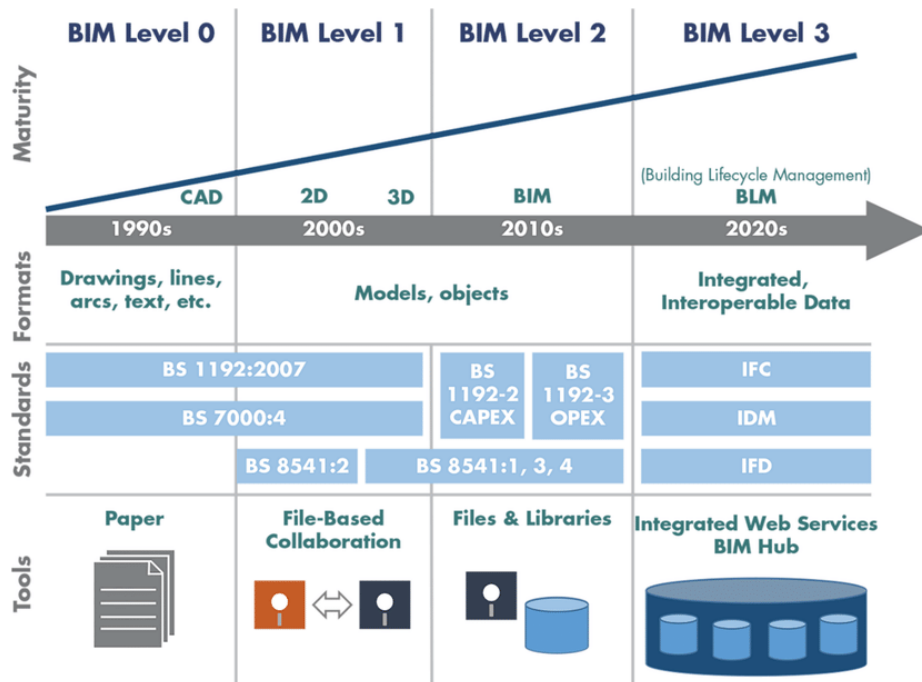 BIM Level 0
BIM Level 1
BIM Level 2
BIM Level 3
Maturity
(Building Lifecycle Management)
CAD
2D
3D
BIM
BLM
1990s
2000s
2010s
2020s
Formats
Drawings, lines,
arcs, text, etc.
Models, objects
Integrated,
Interoperable Data
Standards
BS 1192:2007
BS 7000:4
BS 8541:2
BS 8541:1, 3, 4
BS
1192-2
CAPEX
BS
1192-3
OPEX
IFC
IDM
IFD
Tools
Paper
File-Based
Collaboration
Files & Libraries
Integrated Web Services
BIM Hub